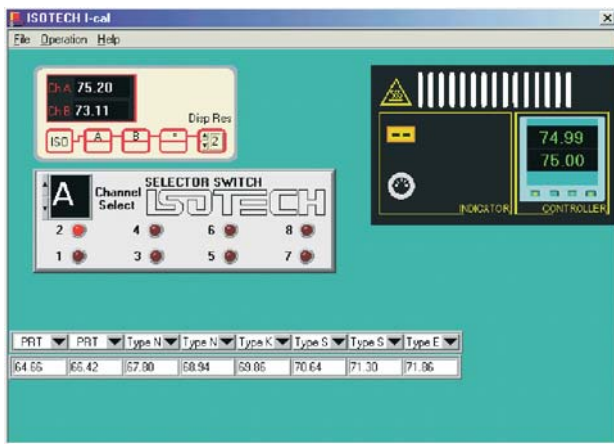 ISOTECH I-cal
File Operation Help
Ch A 75.20
Ch B 73.11
Disp Res
ISO A B * 2
A Channel Select
SELECTOR SWITCH
ISOTECH
2 4 6 8
1 3 5 7
74.99
75.00
INDICATOR CONTROLLER
PRT PRT Type N Type N Type K Type S Type S Type E
64.66 66.42 67.80 68.94 69.86 70.64 71.30 71.86